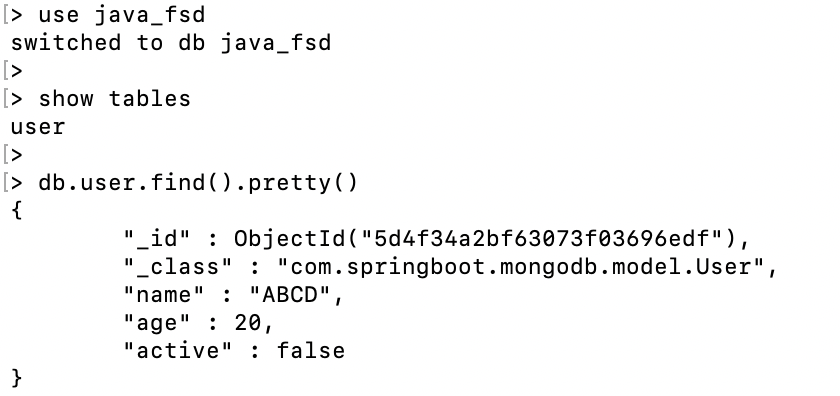 [> use java_fsd
switched to db java_fsd
[>
[> show tables
user
[>
[> db.user.find().pretty()
{
"_id" : ObjectId("5d4f34a2bf63073f03696edf"),
"_class" : "com.springboot.mongodb.model.User",
"name" : "ABCD",
"age" : 20,
"active" : false
}